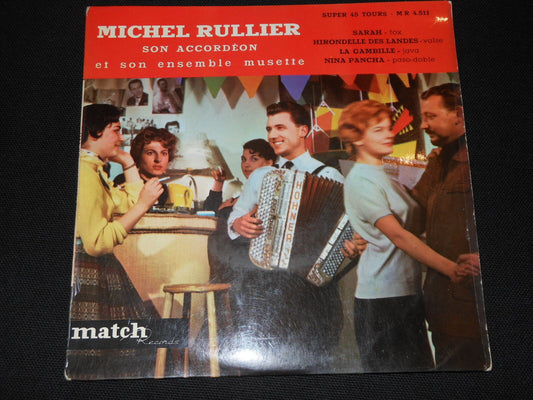 MICHEL RULLIER
SON ACCORDÉON
et son ensemble musette
SUPER 45 TOURS - M R 4.511
SARAH - fox
HIRONDELLE DES LANDES - valse
LA GAMBILLE - java
NINA PANCHA - paso-doble
HOHNER
match
Records